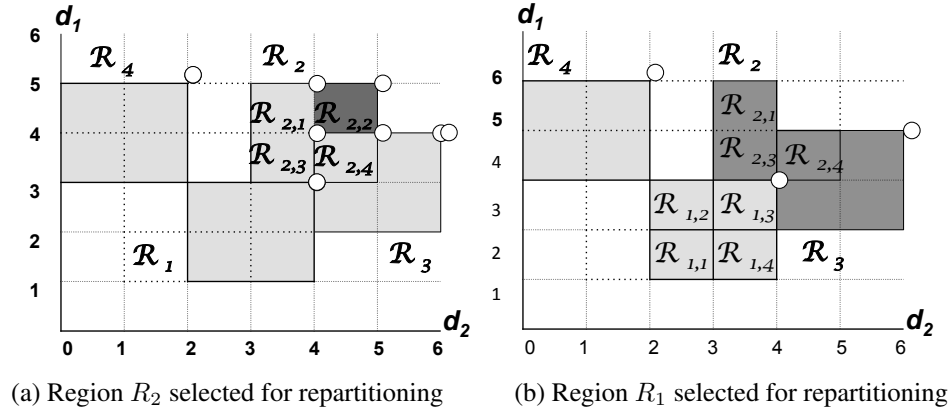 d1
6
R4
R2
5
R2,1
R2,2
4
R2,3
R2,4
3
2
R1
R3
1
d2
0 1 2 3 4 5 6
(a) Region R2 selected for repartitioning
d1
6
R4
R2
5
R2,1
4
R2,3
R2,4
3
R1,2
R1,3
2
R1,1
R1,4
R3
1
d2
0 1 2 3 4 5 6
(b) Region R1 selected for repartitioning